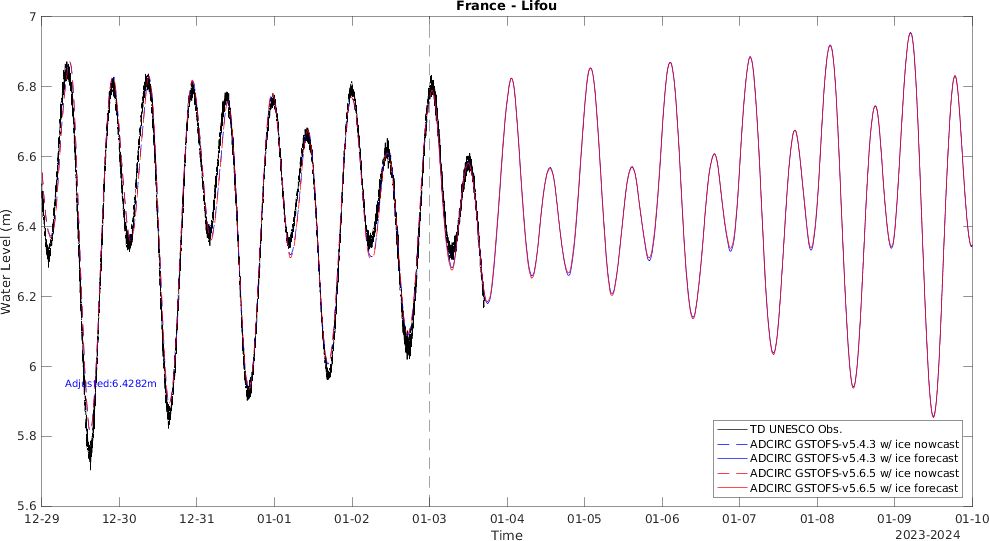 France - Lifou
Water Level (m)
7
6.8
6.6
6.4
6.2
6
5.8
5.6
Adjusted:6.4282m
TD UNESCO Obs.
ADCIRC GSTOFS-v5.4.3 w/ ice nowcast
ADCIRC GSTOFS-v5.4.3 w/ ice forecast
ADCIRC GSTOFS-v5.6.5 w/ ice nowcast
ADCIRC GSTOFS-v5.6.5 w/ ice forecast
12-29 12-30 12-31 01-01 01-02 01-03 01-04 01-05 01-06 01-07 01-08 01-09 01-10
Time
2023-2024